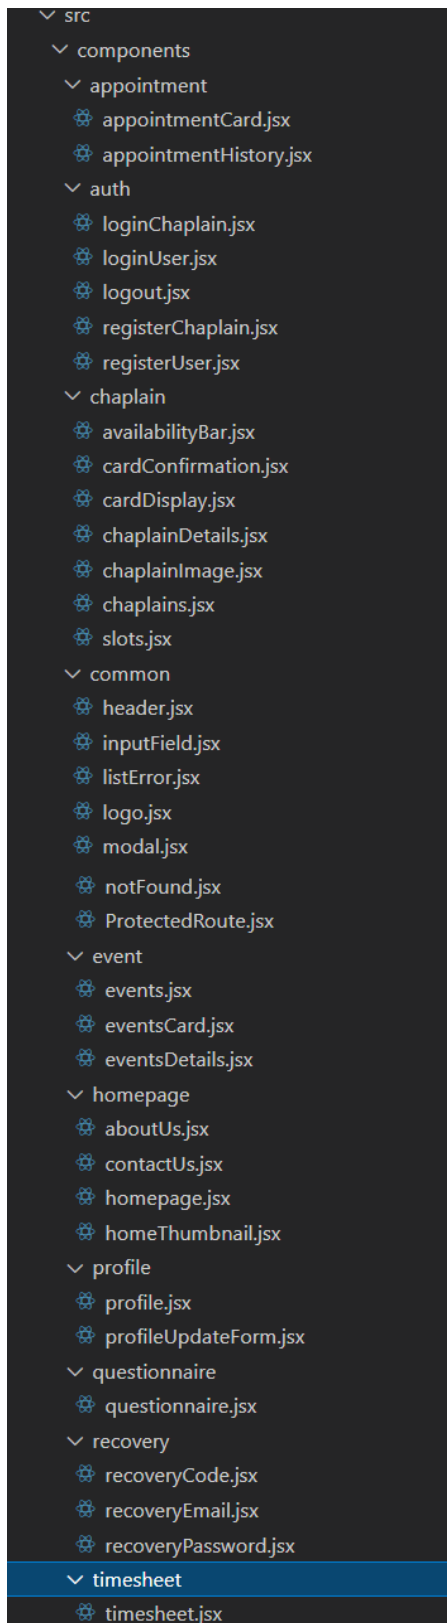 src
components
appointment
appointmentCard.jsx
appointmentHistory.jsx
auth
loginChaplain.jsx
loginUser.jsx
logout.jsx
registerChaplain.jsx
registerUser.jsx
chaplain
availabilityBar.jsx
cardConfirmation.jsx
cardDisplay.jsx
chaplainDetails.jsx
chaplainImage.jsx
chaplains.jsx
slots.jsx
common
header.jsx
inputField.jsx
listError.jsx
logo.jsx
modal.jsx
notFound.jsx
ProtectedRoute.jsx
event
events.jsx
eventsCard.jsx
eventsDetails.jsx
homepage
aboutUs.jsx
contactUs.jsx
homepage.jsx
homeThumbnail.jsx
profile
profile.jsx
profileUpdateForm.jsx
questionnaire
questionnaire.jsx
recovery
recoveryCode.jsx
recoveryEmail.jsx
recoveryPassword.jsx
timesheet
timesheet.jsx